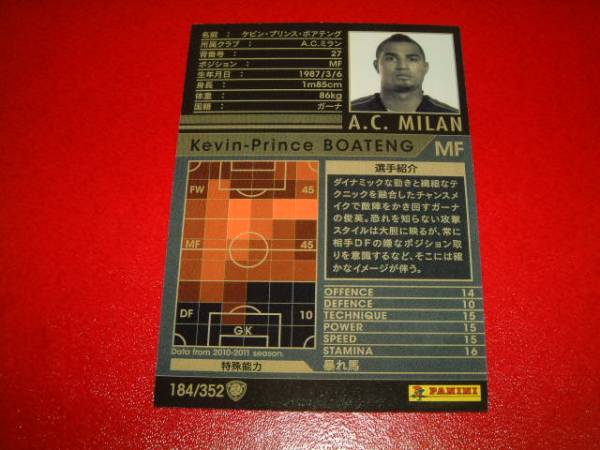 名前 : ケビン・プリンス・ボアテング
所属クラブ : A.C.ミラン
背番号 : 27
ポジション : MF
生年月日 : 1987/3/6
身長 : 1m85cm
体重 : 86kg
国籍 : ガーナ
A.C. MILAN
Kevin-Prince BOATENG MF
FW 45
MF 45
DF 10
GK
Data from 2010-2011 season.
選手紹介
ダイナミックな動きと繊細なテ
クニックを融合したチャンスメ
イクで敵陣をかき回すガーナ
の俊英。恐れを知らない攻撃
スタイルは大胆に映るが、常に
相手DFの嫌なポジション取
りを意識するなど、そこには確
かなイメージが伴う。
OFFENCE 14
DEFENCE 10
TECHNIQUE 15
POWER 15
SPEED 15
STAMINA 16
特殊能力 暴れ馬
184/352
PANINI